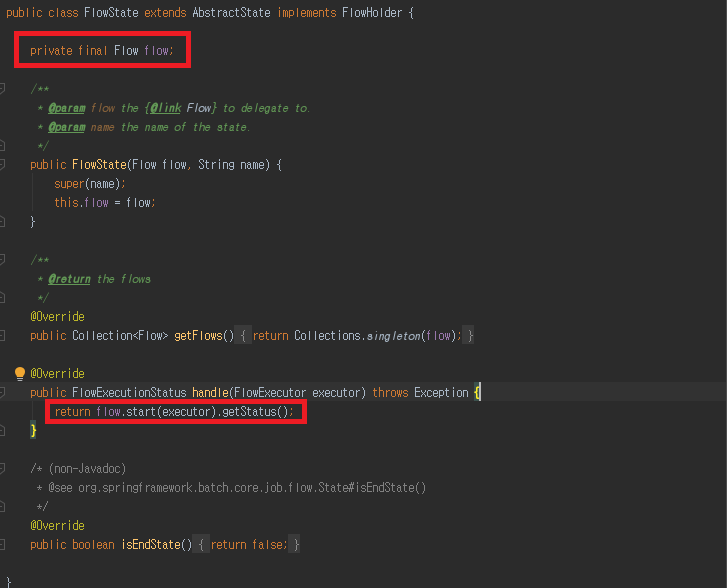 public class FlowState extends AbstractState implements FlowHolder {
private final Flow flow;
/**
* @param flow the {@link Flow} to delegate to.
* @param name the name of the state.
*/
public FlowState(Flow flow, String name) {
super(name);
this.flow = flow;
}
/**
* @return the flows
*/
@Override
public Collection<Flow> getFlows() { return Collections.singleton(flow); }
@Override
public FlowExecutionStatus handle(FlowExecutor executor) throws Exception {
return flow.start(executor).getStatus();
}
/* (non-Javadoc)
* @see org.springframework.batch.core.job.flow.State#isEndState()
*/
@Override
public boolean isEndState() { return false; }
}